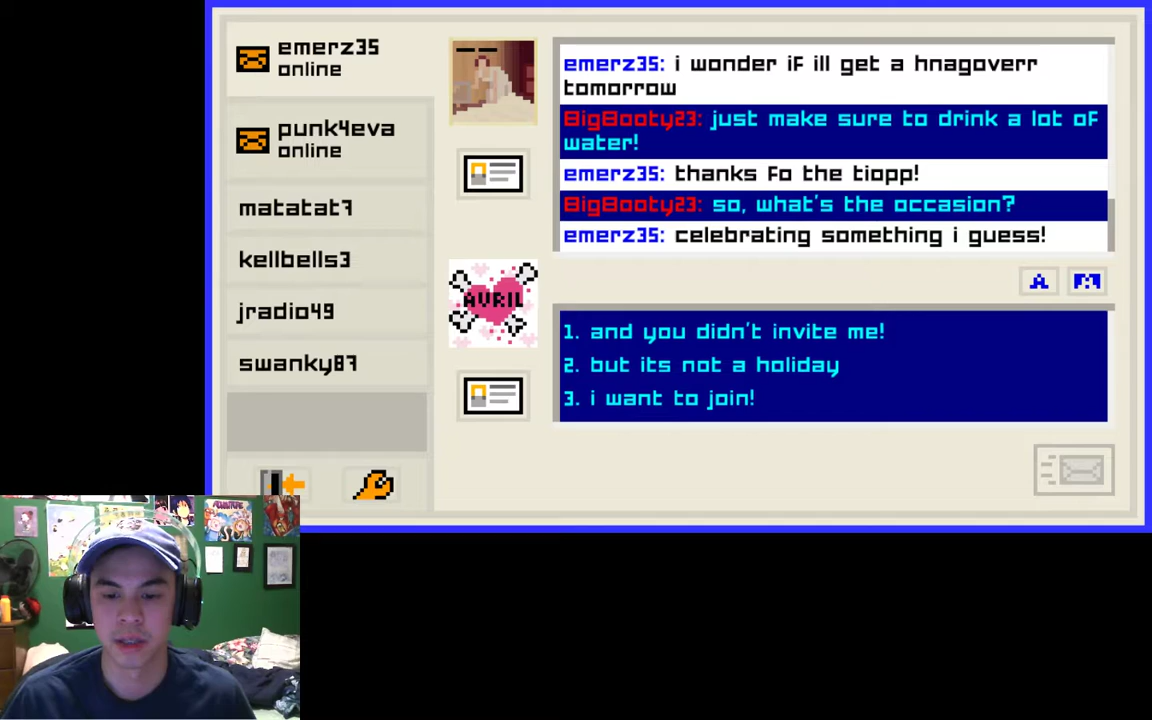 emerz35
online
punk4eva
online
matatat7
kellbells3
jradio49
swanky87
emerz35: i wonder if ill get a hnagoverr
tomorrow
BigBooty23: just make sure to drink a lot of
water!
emerz35: thanks fo the tiopp!
BigBooty23: so, what's the occasion?
emerz35: celebrating something i guess!
AVRIL
A
1. and you didn't invite me!
2. but its not a holiday
3. i want to join!